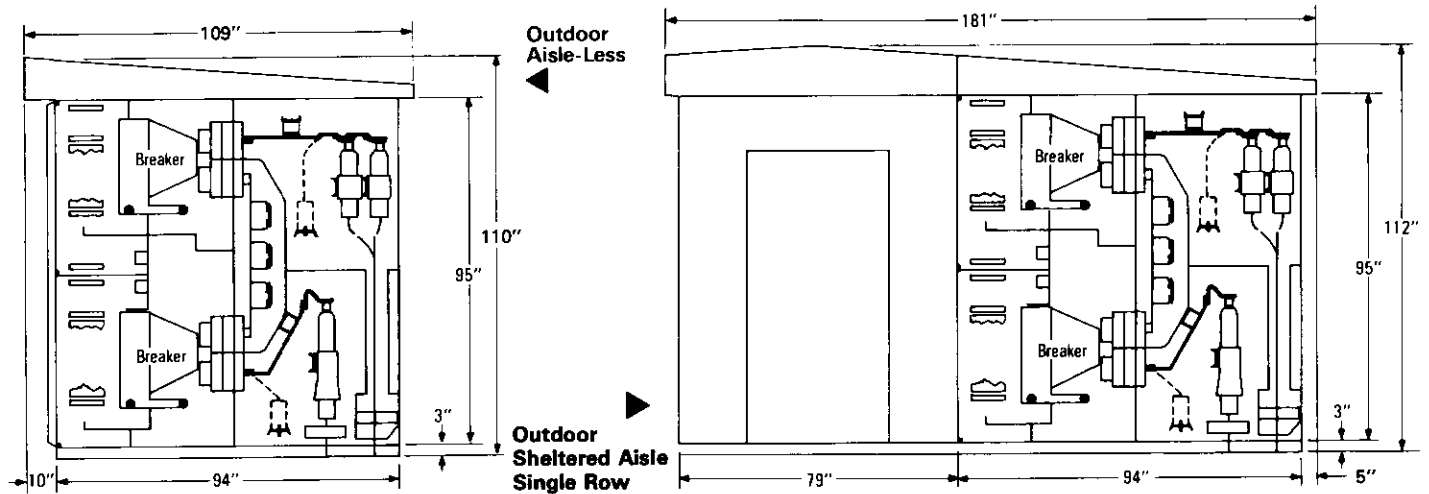 109"
Outdoor
Aisle-Less
181"
Breaker
Breaker
110"
95"
3"
10"
94"
Outdoor
Sheltered Aisle
Single Row
Breaker
Breaker
112"
95"
3"
79"
94"
5"